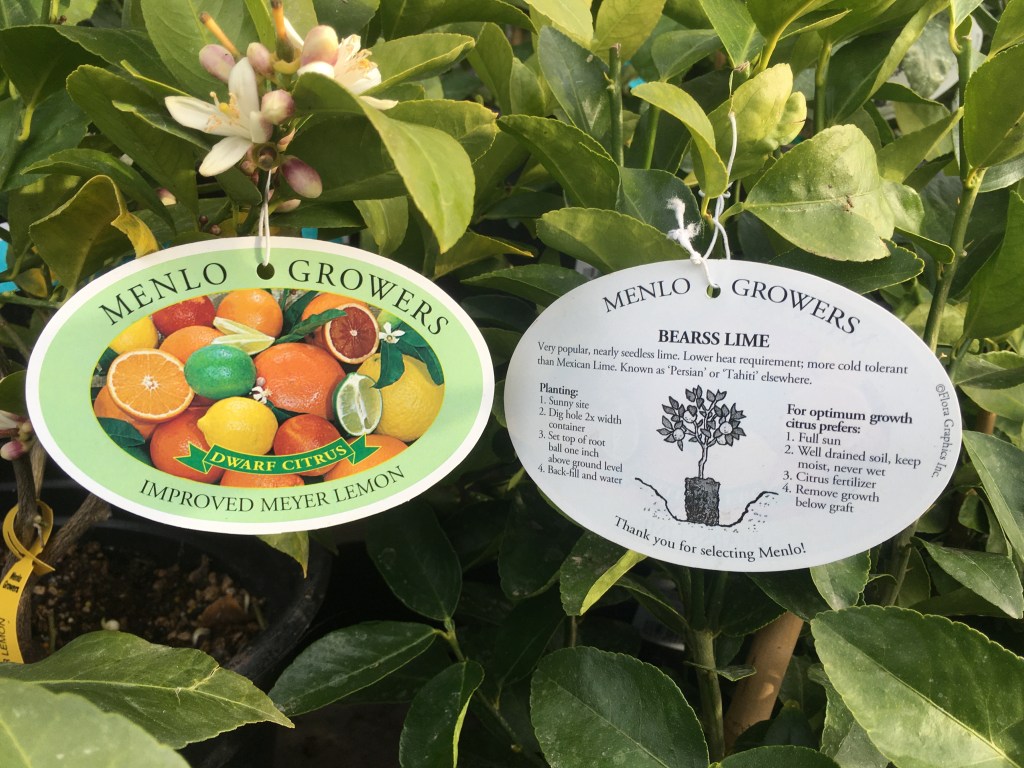 MENLO GROWERS
DWARF CITRUS
IMPROVED MEYER LEMON
MENLO GROWERS
BEARSS LIME
Very popular, nearly seedless lime. Lower heat requirement; more cold tolerant
than Mexican Lime. Known as 'Persian' or 'Tahiti' elsewhere.
Planting:
1. Sunny site
2. Dig hole 2x width
container
3. Set top of root
ball one inch
above ground level
4. Back-fill and water
For optimum growth
citrus prefers:
1. Full sun
2. Well drained soil, keep
moist, never wet
3. Citrus fertilizer
4. Remove growth
below graft
Thank you for selecting Menlo!
©Flora Graphics Inc.
LEMON